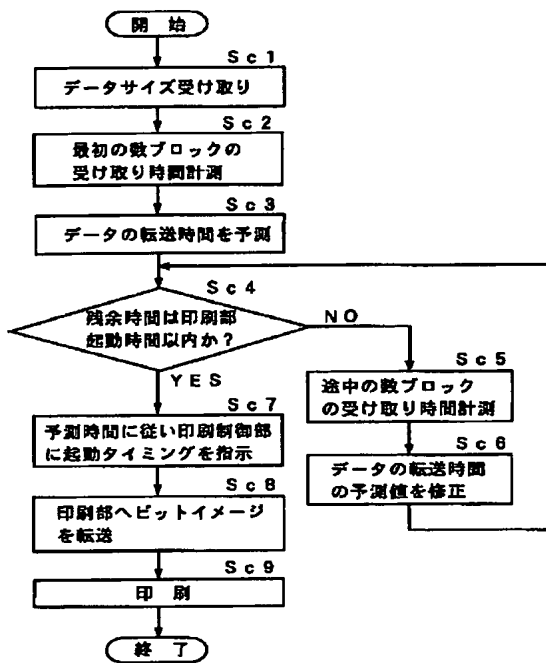 開 始
Sc1
データサイズ受け取り
Sc2
最初の数ブロックの
受け取り時間計測
Sc3
データの転送時間を予測
Sc4
残余時間は印刷部
起動時間以内か?
NO
YES
Sc5
途中の数ブロック
の受け取り時間計測
Sc6
データの転送時間
の予測値を修正
Sc7
予測時間に従い印刷制御部
に起動タイミングを指示
Sc8
印刷部へビットイメージ
を転送
Sc9
印 刷
終 了